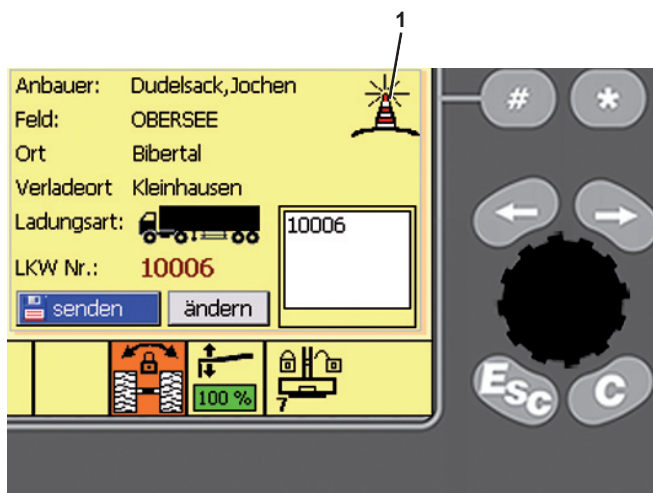 1
Anbauer: Dudelsack,Jochen
Feld: OBERSEE
Ort Bibertal
Verladeort Kleinhausen
Ladungsart:
10006
LKW Nr.: 10006
senden ändern
100 %
7
# *
Esc C